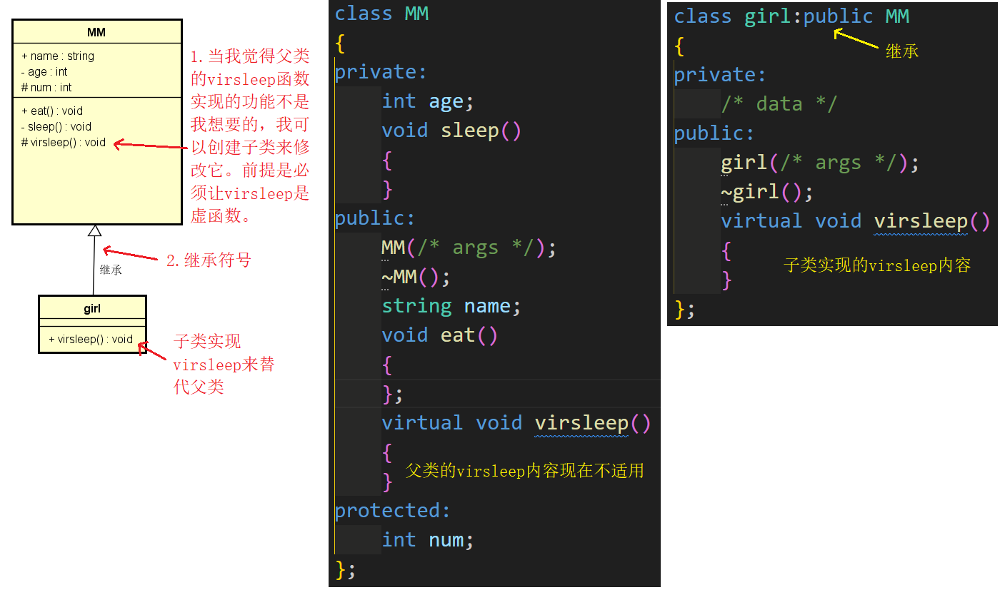 MM
+ name : string
- age : int
# num : int
+ eat() : void
- sleep() : void
# virsleep() : void
1.当我觉得父类
的virsleep函数
实现的功能不是
我想要的，我可
以创建子类来修
改它。前提是必
须让virsleep是
虚函数。
2.继承符号
继承
girl
+ virsleep() : void
子类实现
virsleep来替
代父类
class MM
{
private:
int age;
void sleep()
{
}
public:
MM(/* args */);
~MM();
string name;
void eat()
{
};
virtual void virsleep()
{
父类的virsleep内容现在不适用
}
protected:
int num;
};
class girl:public MM
继承
{
private:
/* data */
public:
girl(/* args */);
~girl();
virtual void virsleep()
{
子类实现的virsleep内容
}
};